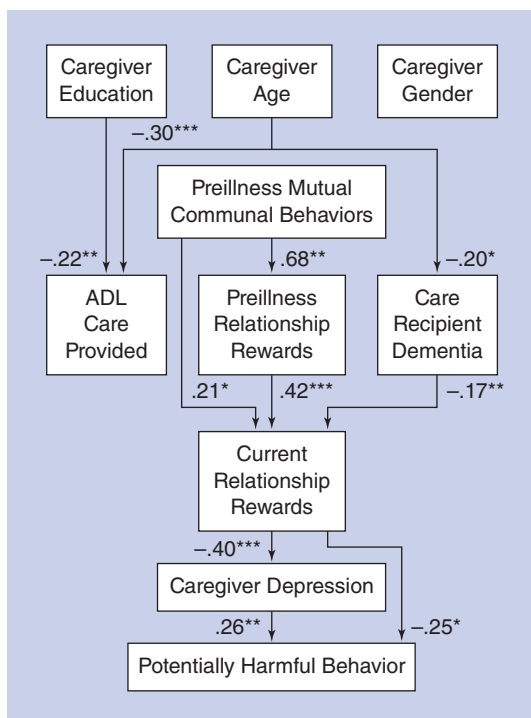 Caregiver
Education
Caregiver
Age
Caregiver
Gender
–.30***
Preillness Mutual
Communal Behaviors
–.22**
.68**
–.20*
ADL
Care
Provided
Preillness
Relationship
Rewards
Care
Recipient
Dementia
.21*
.42***
–.17**
Current
Relationship
Rewards
–.40***
Caregiver Depression
.26**
–.25*
Potentially Harmful Behavior